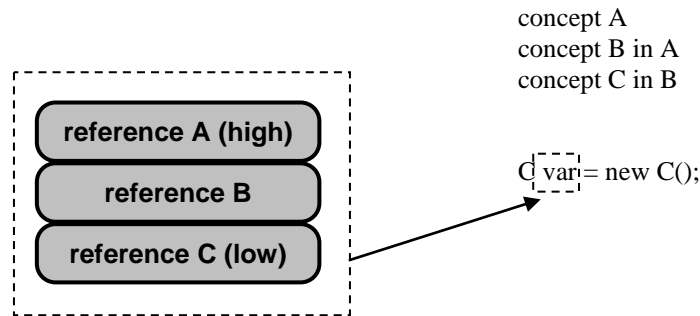 concept A
concept B in A
concept C in B
reference A (high)
reference B
reference C (low)
C var = new C();